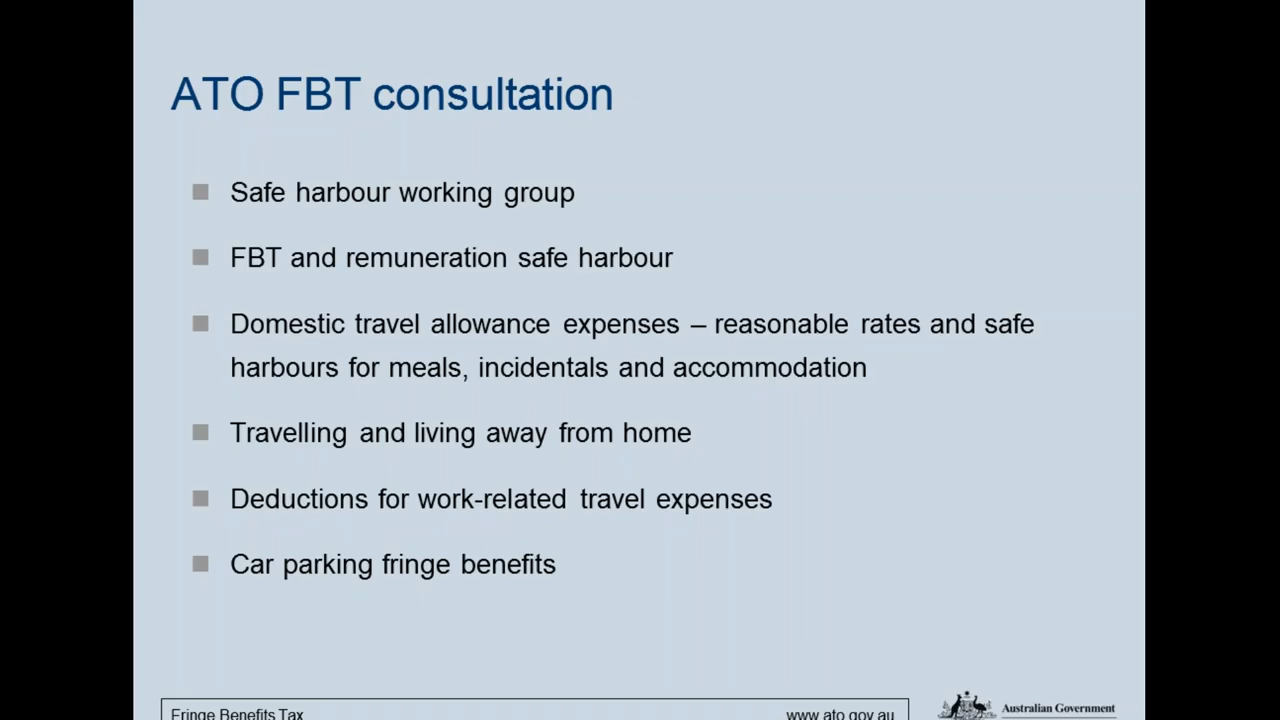 ATO FBT consultation
Safe harbour working group
FBT and remuneration safe harbour
Domestic travel allowance expenses – reasonable rates and safe
harbours for meals, incidentals and accommodation
Travelling and living away from home
Deductions for work-related travel expenses
Car parking fringe benefits
Fringe Benefits Tax www.ato.gov.au Australian Government